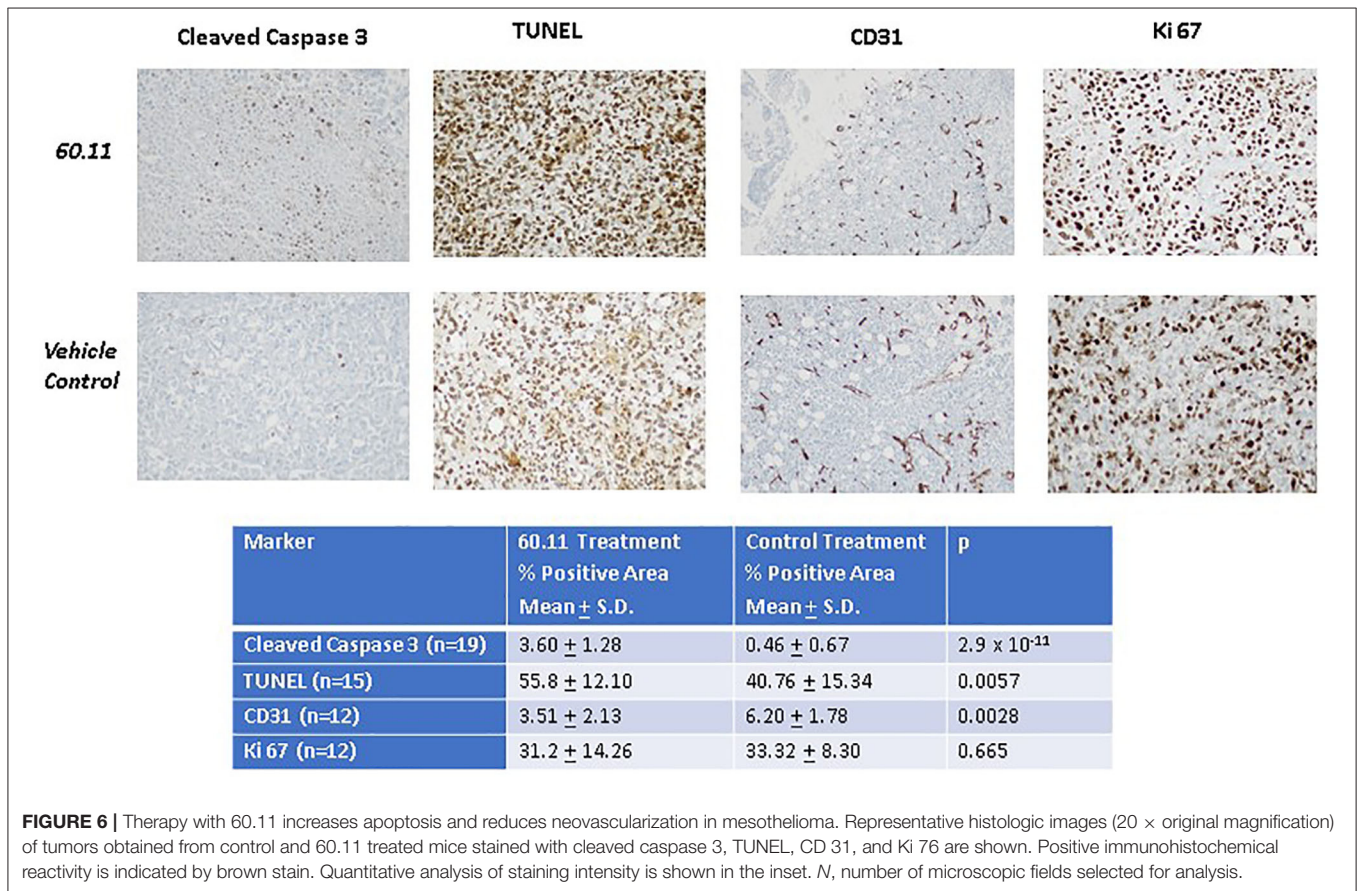 Cleaved Caspase 3 TUNEL CD31 Ki 67
60.11
Vehicle
Control
Marker 60.11 Treatment Control Treatment p
% Positive Area % Positive Area
Mean ± S.D. Mean ± S.D.
Cleaved Caspase 3 (n=19) 3.60 ± 1.28 0.46 ± 0.67 2.9 x 10⁻¹¹
TUNEL (n=15) 55.8 ± 12.10 40.76 ± 15.34 0.0057
CD31 (n=12) 3.51 ± 2.13 6.20 ± 1.78 0.0028
Ki 67 (n=12) 31.2 ± 14.26 33.32 ± 8.30 0.665
FIGURE 6 | Therapy with 60.11 increases apoptosis and reduces neovascularization in mesothelioma. Representative histologic images (20 × original magnification)
of tumors obtained from control and 60.11 treated mice stained with cleaved caspase 3, TUNEL, CD 31, and Ki 76 are shown. Positive immunohistochemical
reactivity is indicated by brown stain. Quantitative analysis of staining intensity is shown in the inset. N, number of microscopic fields selected for analysis.